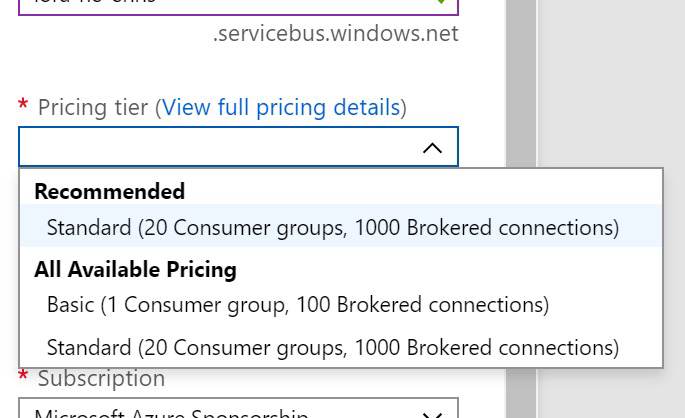 .servicebus.windows.net
* Pricing tier (View full pricing details)
Recommended
Standard (20 Consumer groups, 1000 Brokered connections)
All Available Pricing
Basic (1 Consumer group, 100 Brokered connections)
Standard (20 Consumer groups, 1000 Brokered connections)
* Subscription
Microsoft Azure Sponsorship